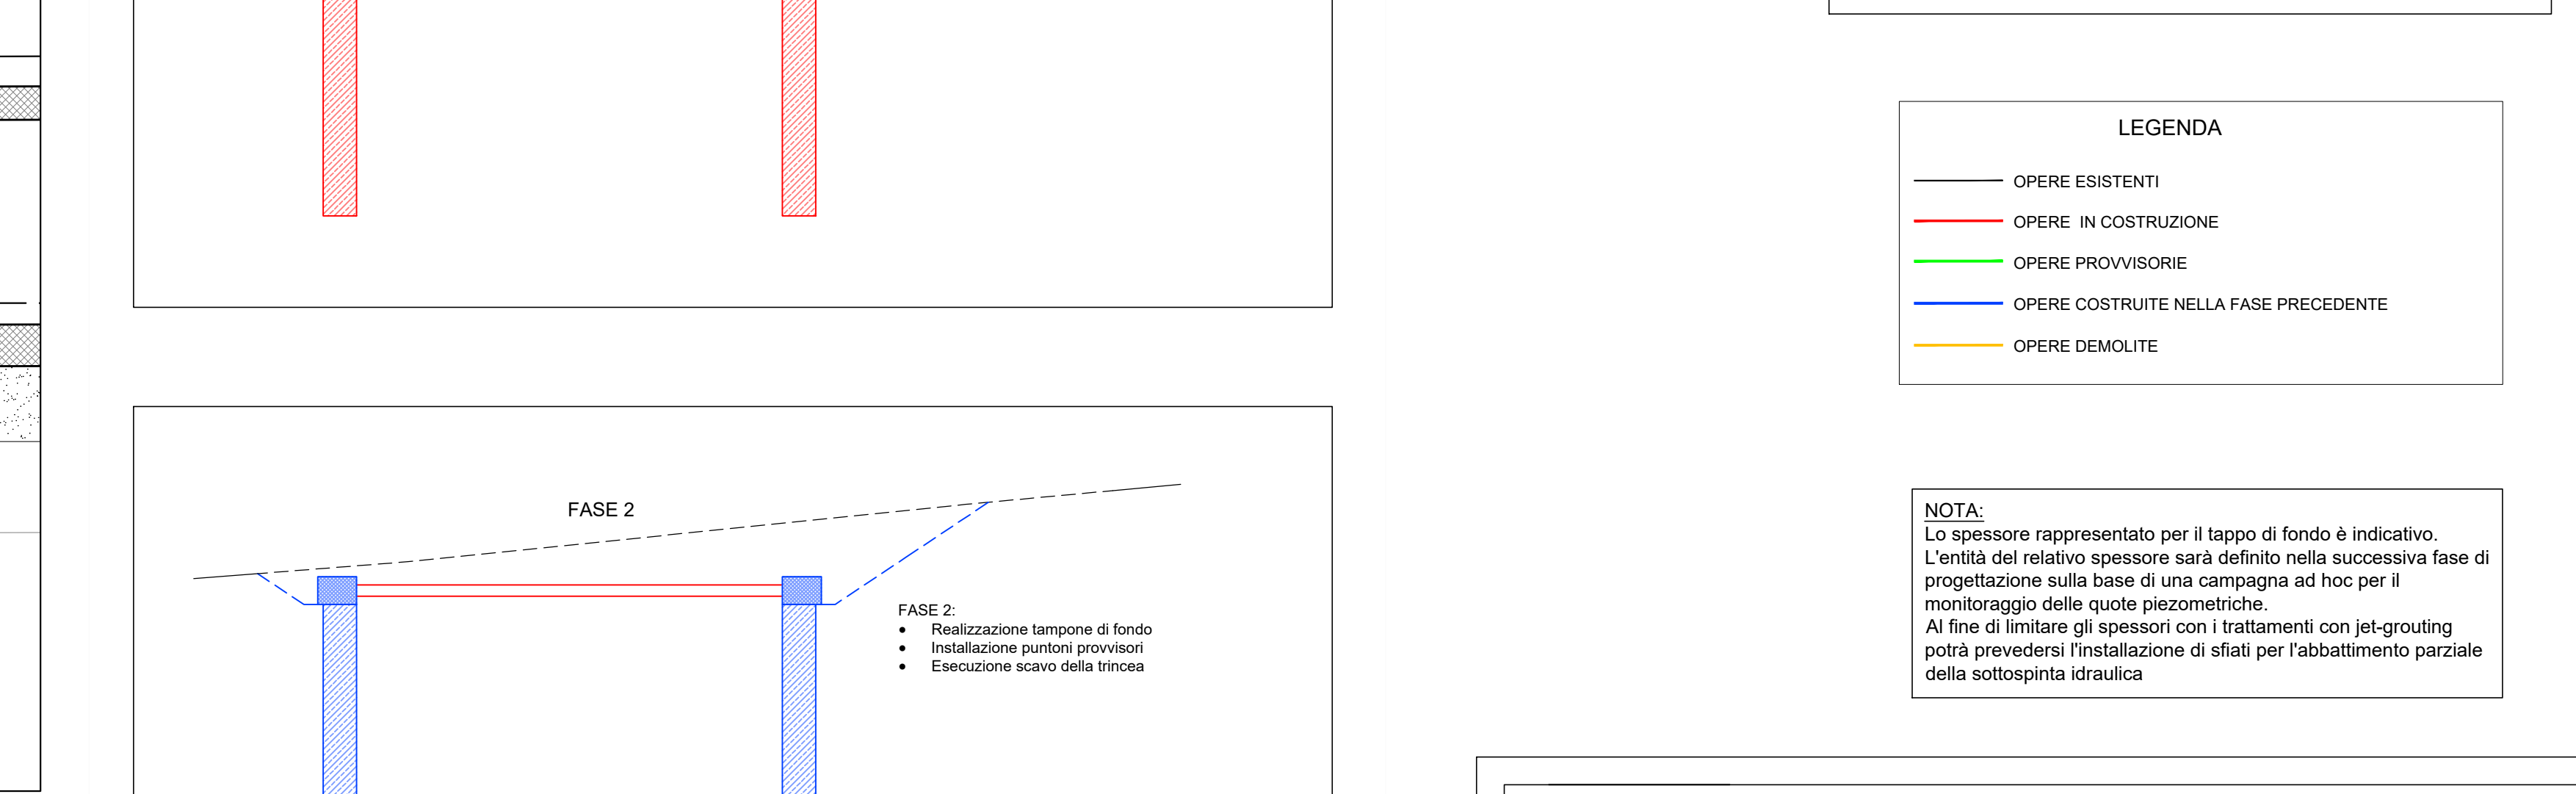 FASE 2
FASE 2:
● Realizzazione tampone di fondo
● Installazione puntoni provvisori
● Esecuzione scavo della trincea
LEGENDA
OPERE ESISTENTI
OPERE IN COSTRUZIONE
OPERE PROVVISORIE
OPERE COSTRUITE NELLA FASE PRECEDENTE
OPERE DEMOLITE
NOTA:
Lo spessore rappresentato per il tappo di fondo è indicativo.
L'entità del relativo spessore sarà definito nella successiva fase di
progettazione sulla base di una campagna ad hoc per il
monitoraggio delle quote piezometriche.
Al fine di limitare gli spessori con i trattamenti con jet-grouting
potrà prevedersi l'installazione di sfiati per l'abbattimento parziale
della sottospinta idraulica